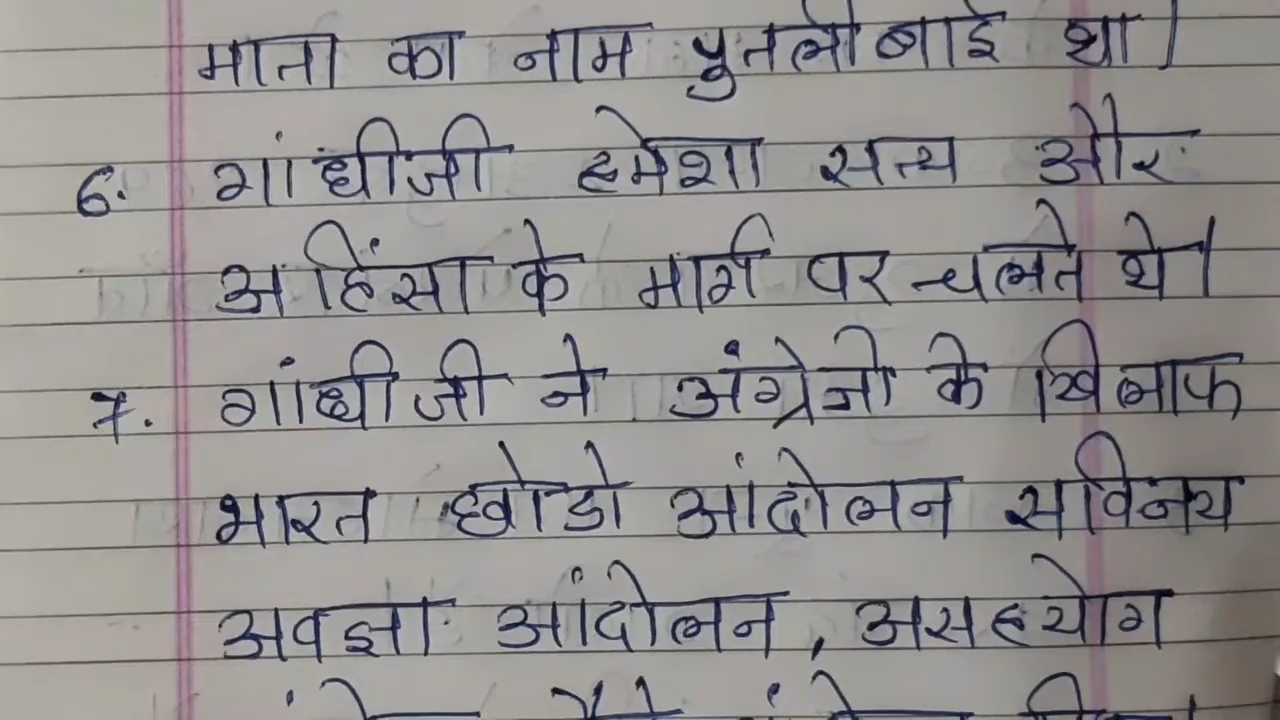 माता का नाम पुतलीबाई था।
6. गांधीजी हमेशा सत्य और
अहिंसा के मार्ग पर चलते थे।
7. गांधीजी ने अंग्रेजो के खिलाफ
भारत छोडो आंदोलन सविनय
अवज्ञा आंदोलन, असहयोग